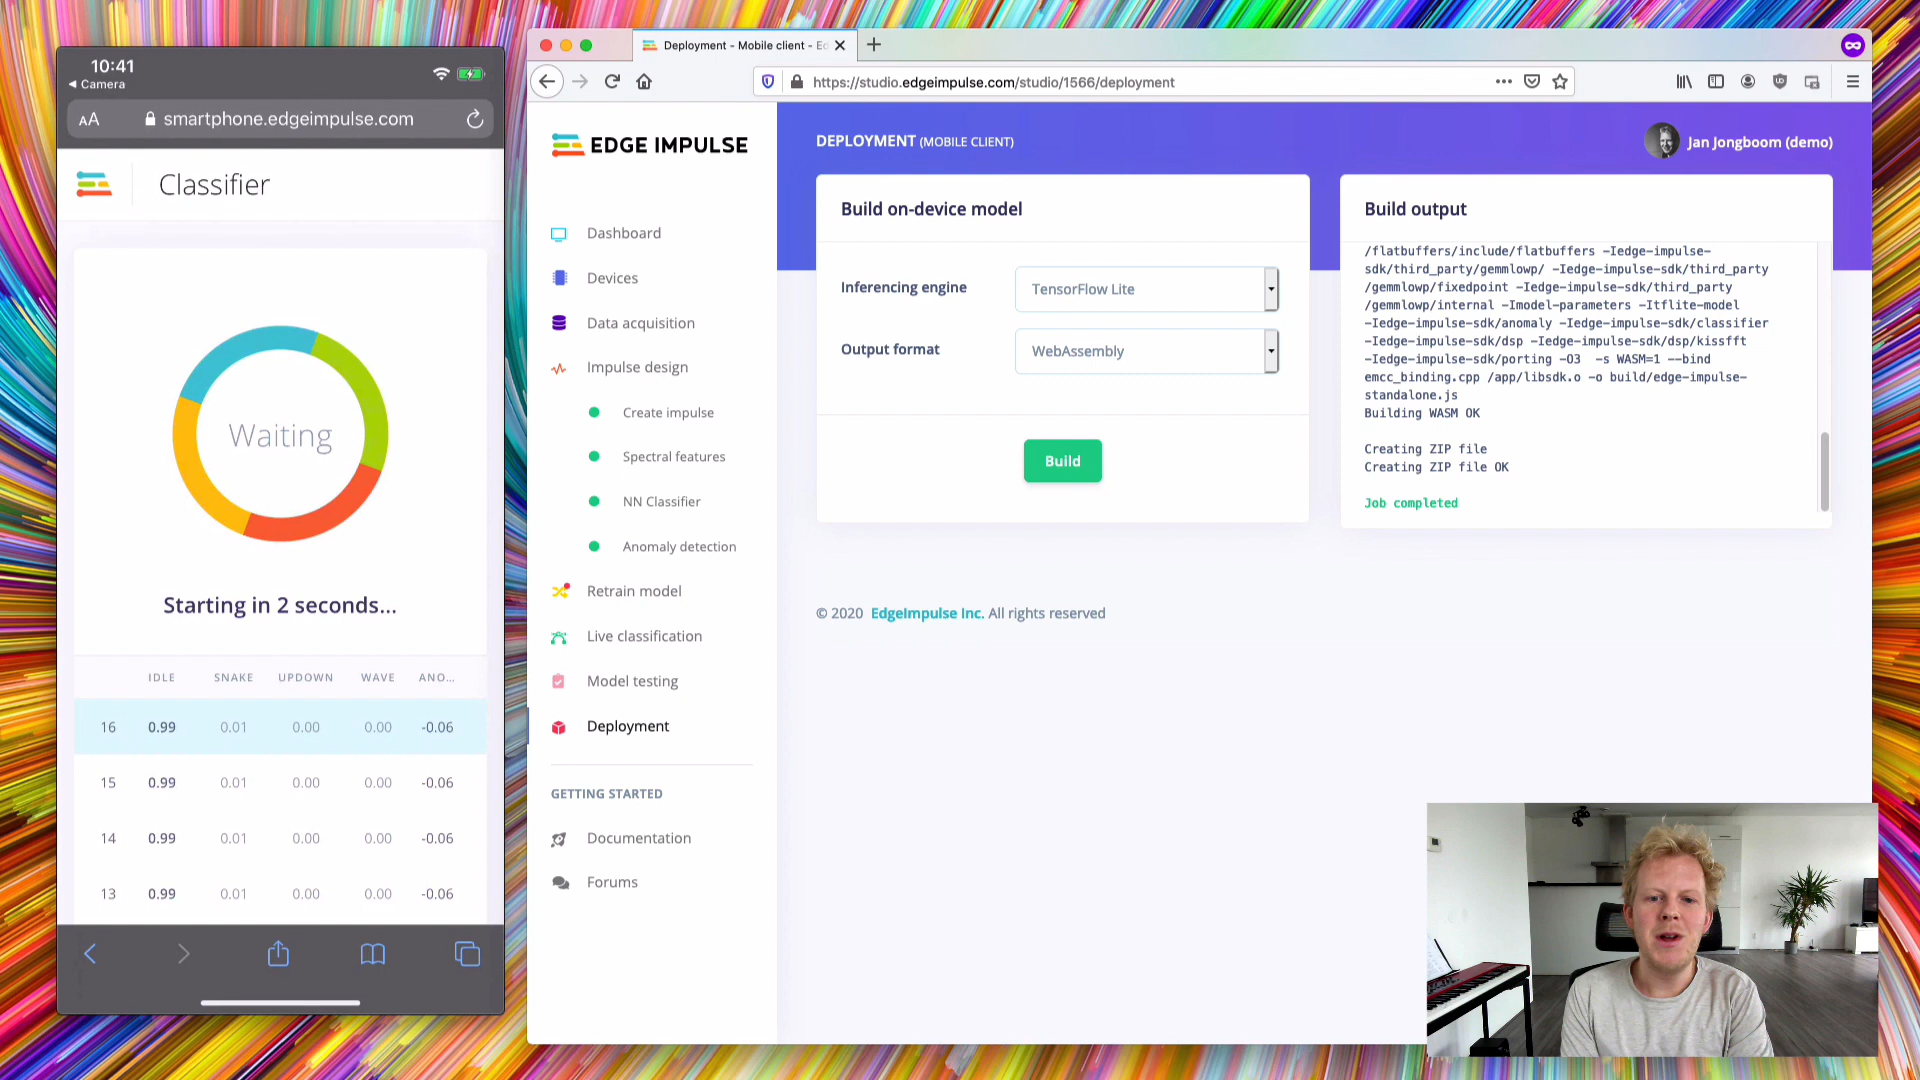 10:41
Camera
AA smartphone.edgeimpulse.com
Classifier
Waiting
Starting in 2 seconds...
IDLE SNAKE UPDOWN WAVE ANO...
16 0.99 0.01 0.00 0.00 -0.06
15 0.99 0.01 0.00 0.00 -0.06
14 0.99 0.01 0.00 0.00 -0.06
13 0.99 0.01 0.00 0.00 -0.06
Deployment - Mobile client - Ed
https://studio.edgeimpulse.com/studio/1566/deployment
EDGE IMPULSE
Dashboard
Devices
Data acquisition
Impulse design
Create impulse
Spectral features
NN Classifier
Anomaly detection
Retrain model
Live classification
Model testing
Deployment
GETTING STARTED
Documentation
Forums
DEPLOYMENT (MOBILE CLIENT)
Jan Jongboom (demo)
Build on-device model
Inferencing engine TensorFlow Lite
Output format WebAssembly
Build
Build output
/flatbuffers/include/flatbuffers -Iedge-impulse-
sdk/third_party/gemmlowp/ -Iedge-impulse-sdk/third_party
/gemmlowp/fixedpoint -Iedge-impulse-sdk/third_party
/gemmlowp/internal -Imodel-parameters -Itflite-model
-Iedge-impulse-sdk/anomaly -Iedge-impulse-sdk/classifier
-Iedge-impulse-sdk/dsp -Iedge-impulse-sdk/dsp/kissfft
-Iedge-impulse-sdk/porting -O3 -s WASM=1 --bind
emcc_binding.cpp /app/libsdk.o -o build/edge-impulse-
standalone.js
Building WASM OK
Creating ZIP file
Creating ZIP file OK
Job completed
© 2020 EdgeImpulse Inc. All rights reserved